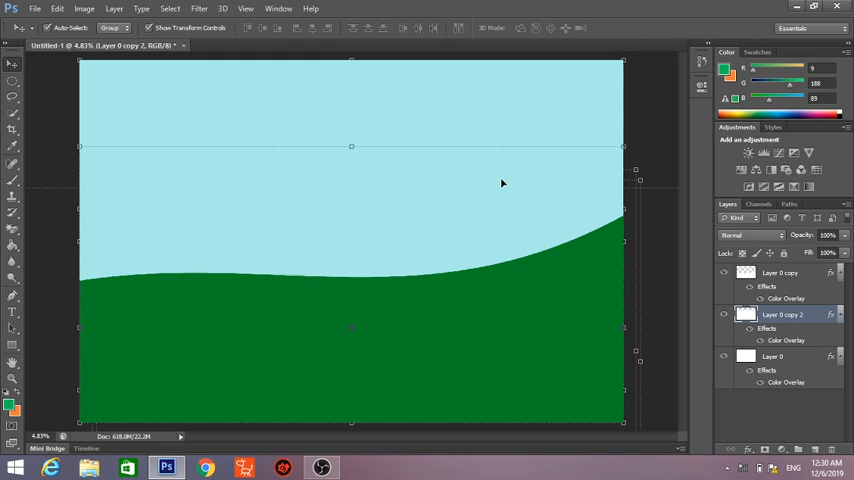 Ps File Edit Image Layer Type Select Filter 3D View Window Help
Auto-Select: Group Show Transform Controls 3D Mode: Essentials
Untitled-1 @ 4.83% (Layer 0 copy 2, RGB/8) *
Color Swatches
R 9
G 188
B 89
Adjustments Styles
Add an adjustment
Layers Channels Paths
Kind
Normal Opacity: 100%
Lock: Fill: 100%
Layer 0 copy fx
Effects
Color Overlay
Layer 0 copy 2 fx
Effects
Color Overlay
Layer 0 fx
Effects
Color Overlay
4.83% Doc: 618.0M/22.2M
Mini Bridge Timeline
Ps ENG 12:30 AM
12/6/2019